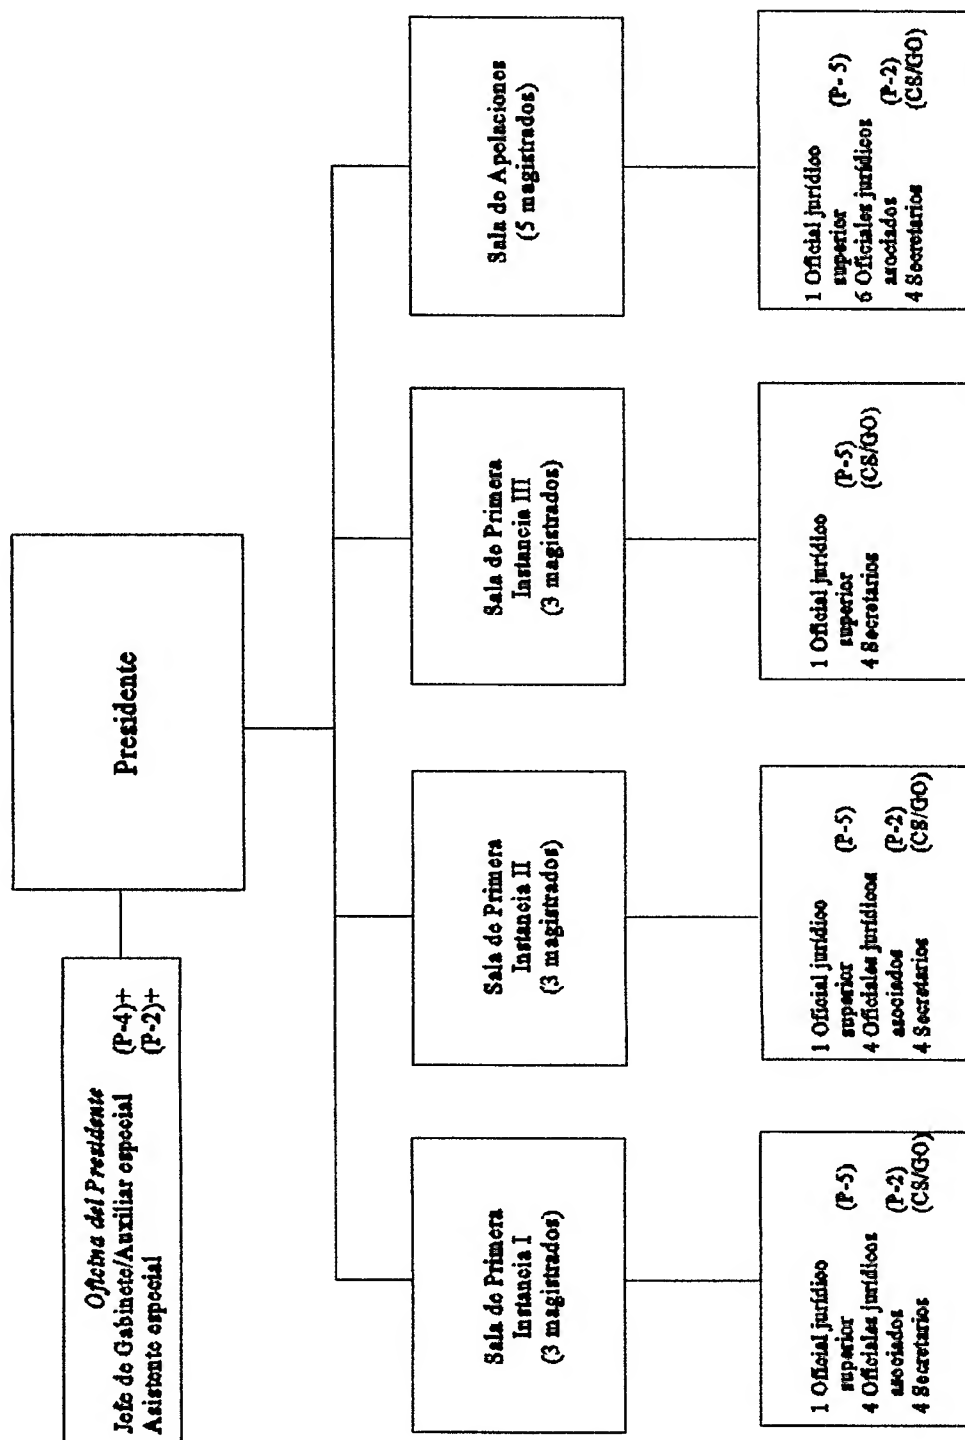 Oficina del Presidente
Jefe de Gabinete/Auxiliar especial (P-4)+
Asistente especial (P-2)+
Presidente
Sala de Primera
Instancia I
(3 magistrados)
Sala de Primera
Instancia II
(3 magistrados)
Sala de Primera
Instancia III
(3 magistrados)
Sala de Apelaciones
(5 magistrados)
1 Oficial jurídico
superior (P-5)
4 Oficiales jurídicos
asociados (P-2)
4 Secretarios (CS/GO)
1 Oficial jurídico
superior (P-5)
4 Oficiales jurídicos
asociados (P-2)
4 Secretarios (CS/GO)
1 Oficial jurídico
superior (P-5)
4 Secretarios (CS/GO)
1 Oficial jurídico
superior (P-5)
6 Oficiales jurídicos
asociados (P-2)
4 Secretarios (CS/GO)